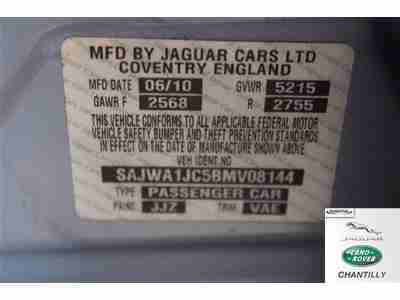 MFD BY JAGUAR CARS LTD
COVENTRY ENGLAND
MFD DATE 06/10 GVWR 5215
GAWR F 2568 R 2755
THIS VEHICLE CONFORMS TO ALL APPLICABLE FEDERAL MOTOR
VEHICLE SAFETY BUMPER AND THEFT PREVENTION STANDARDS
IN EFFECT ON THE DATE OF MANUFACTURE SHOWN ABOVE
VEH IDENT NO
SAJWA1JC5BMV08144
TYPE PASSENGER CAR
PAINT JJZ TRIM VAE
JAGUAR
LAND ROVER
CHANTILLY